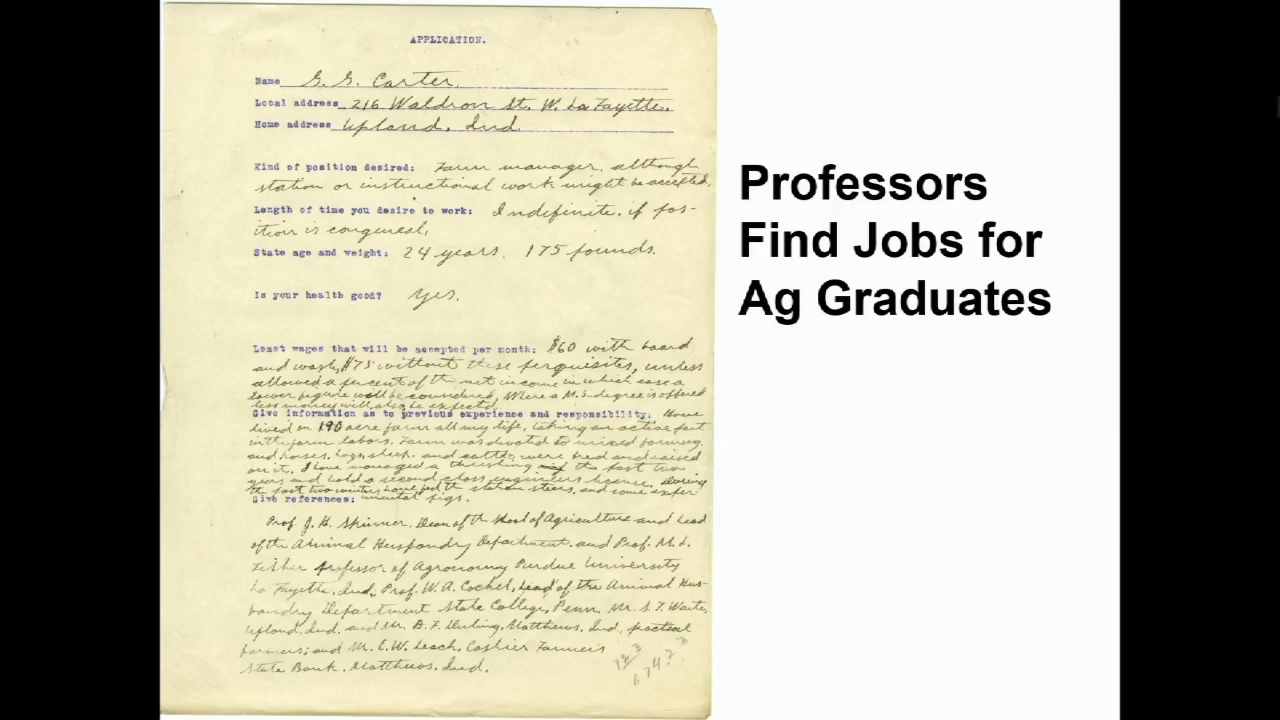 APPLICATION.
Name G. G. Carter.
Local address 216 Waldron St. W. La Fayette.
Home address Upland, Ind.
Kind of position desired: Farm manager, although
station or instructional work might be accepted.
Length of time you desire to work: Indefinite, if pos-
ition is congenial.
State age and weight: 24 years. 175 pounds.
Is your health good? Yes.
Least wages that will be accepted per month: $60 with board
and wash, $75 without these perquisites, unless
allowed a percent of the net income in which case a
lower figure will be considered. Where a M.S. degree is offered
less money will also be expected.
Give information as to previous experience and responsibility: Have
lived on 190 acre farm all my life, taking an active part
in the farm labors. Farm was devoted to mixed farming
and horses, hogs, sheep, and cattle were bred and raised
on it. I have managed a threshing the past two
years and hold a second class engineers license. During
the past two winters have fed the station steers, and some exper-
Give references: imental pigs.
Prof. J. H. Skinner, Dean of the School of Agriculture and head
of the Animal Husbandry Department, and Prof. M. L.
Fisher professor of Agronomy Purdue University
La Fayette, Ind., Prof. W. A. Cochel, head of the Animal Hus-
bandry Department State College, Penn. Mr. S. T. Waite,
Upland, Ind. and Mr. B. F. Matthews, Ind., practical
farmers; and Mr. E. W. Leach, Cashier Farmers
State Bank, Matthews, Ind.
Professors
Find Jobs for
Ag Graduates